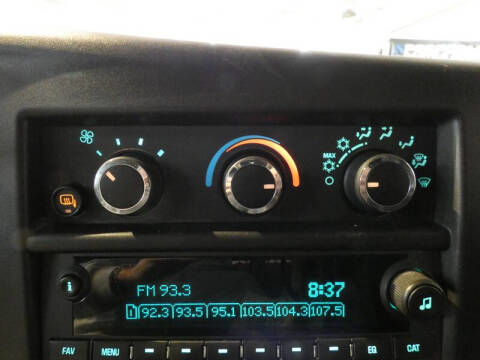 MAX
FM 93.3 8:37
1 92.3 93.5 95.1 103.5 104.3 107.5
FAV MENU EQ CAT